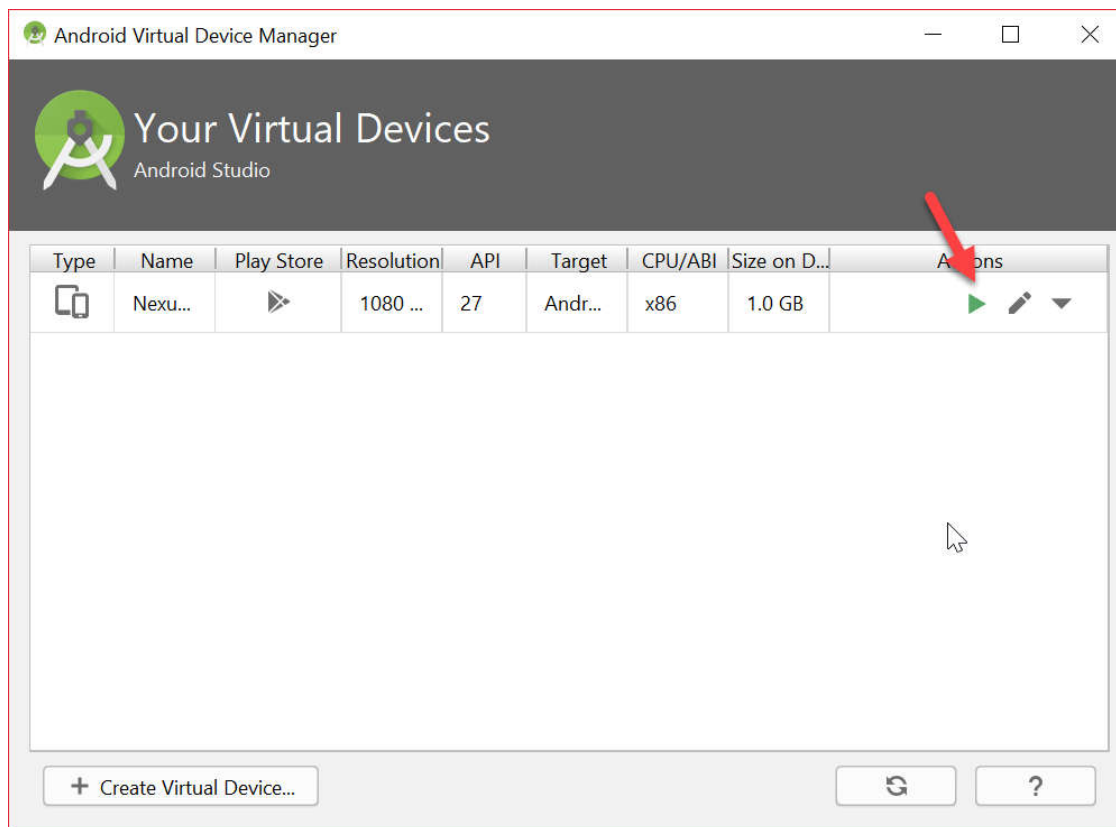 Android Virtual Device Manager
Your Virtual Devices
Android Studio
Type Name Play Store Resolution API Target CPU/ABI Size on D... Actions
Nexu... 1080 ... 27 Andr... x86 1.0 GB
+ Create Virtual Device... ?